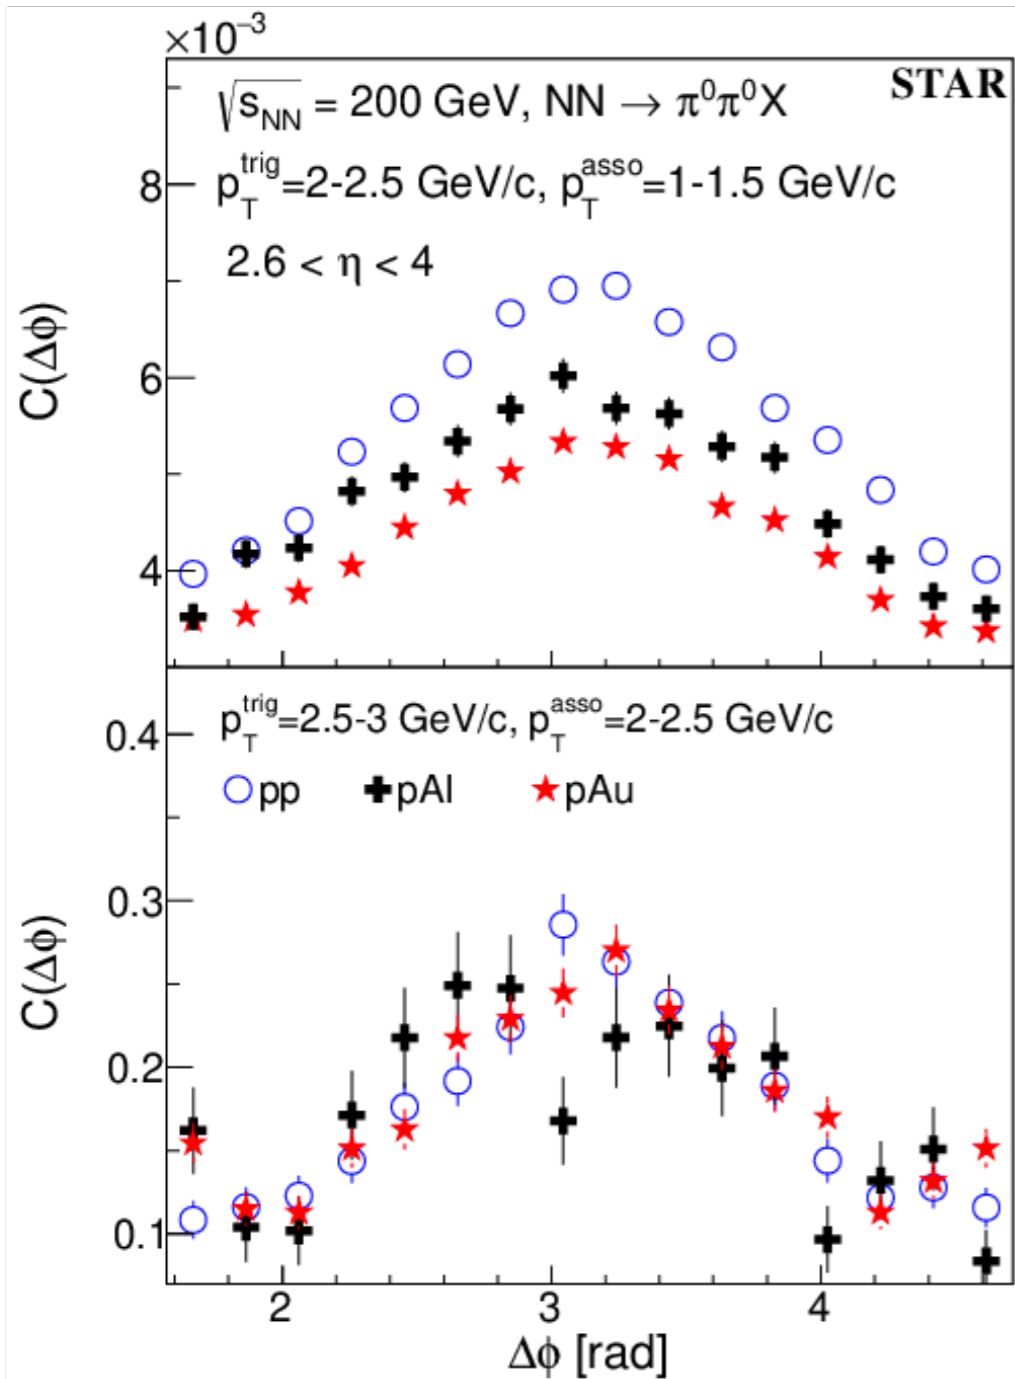 ×10⁻³
√s_NN = 200 GeV, NN → π⁰π⁰X
STAR
p_T^trig=2-2.5 GeV/c, p_T^asso=1-1.5 GeV/c
2.6 < η < 4
8
6
4
C(Δϕ)
p_T^trig=2.5-3 GeV/c, p_T^asso=2-2.5 GeV/c
pp pAl pAu
0.4
0.3
0.2
0.1
C(Δϕ)
2 3 4
Δϕ [rad]